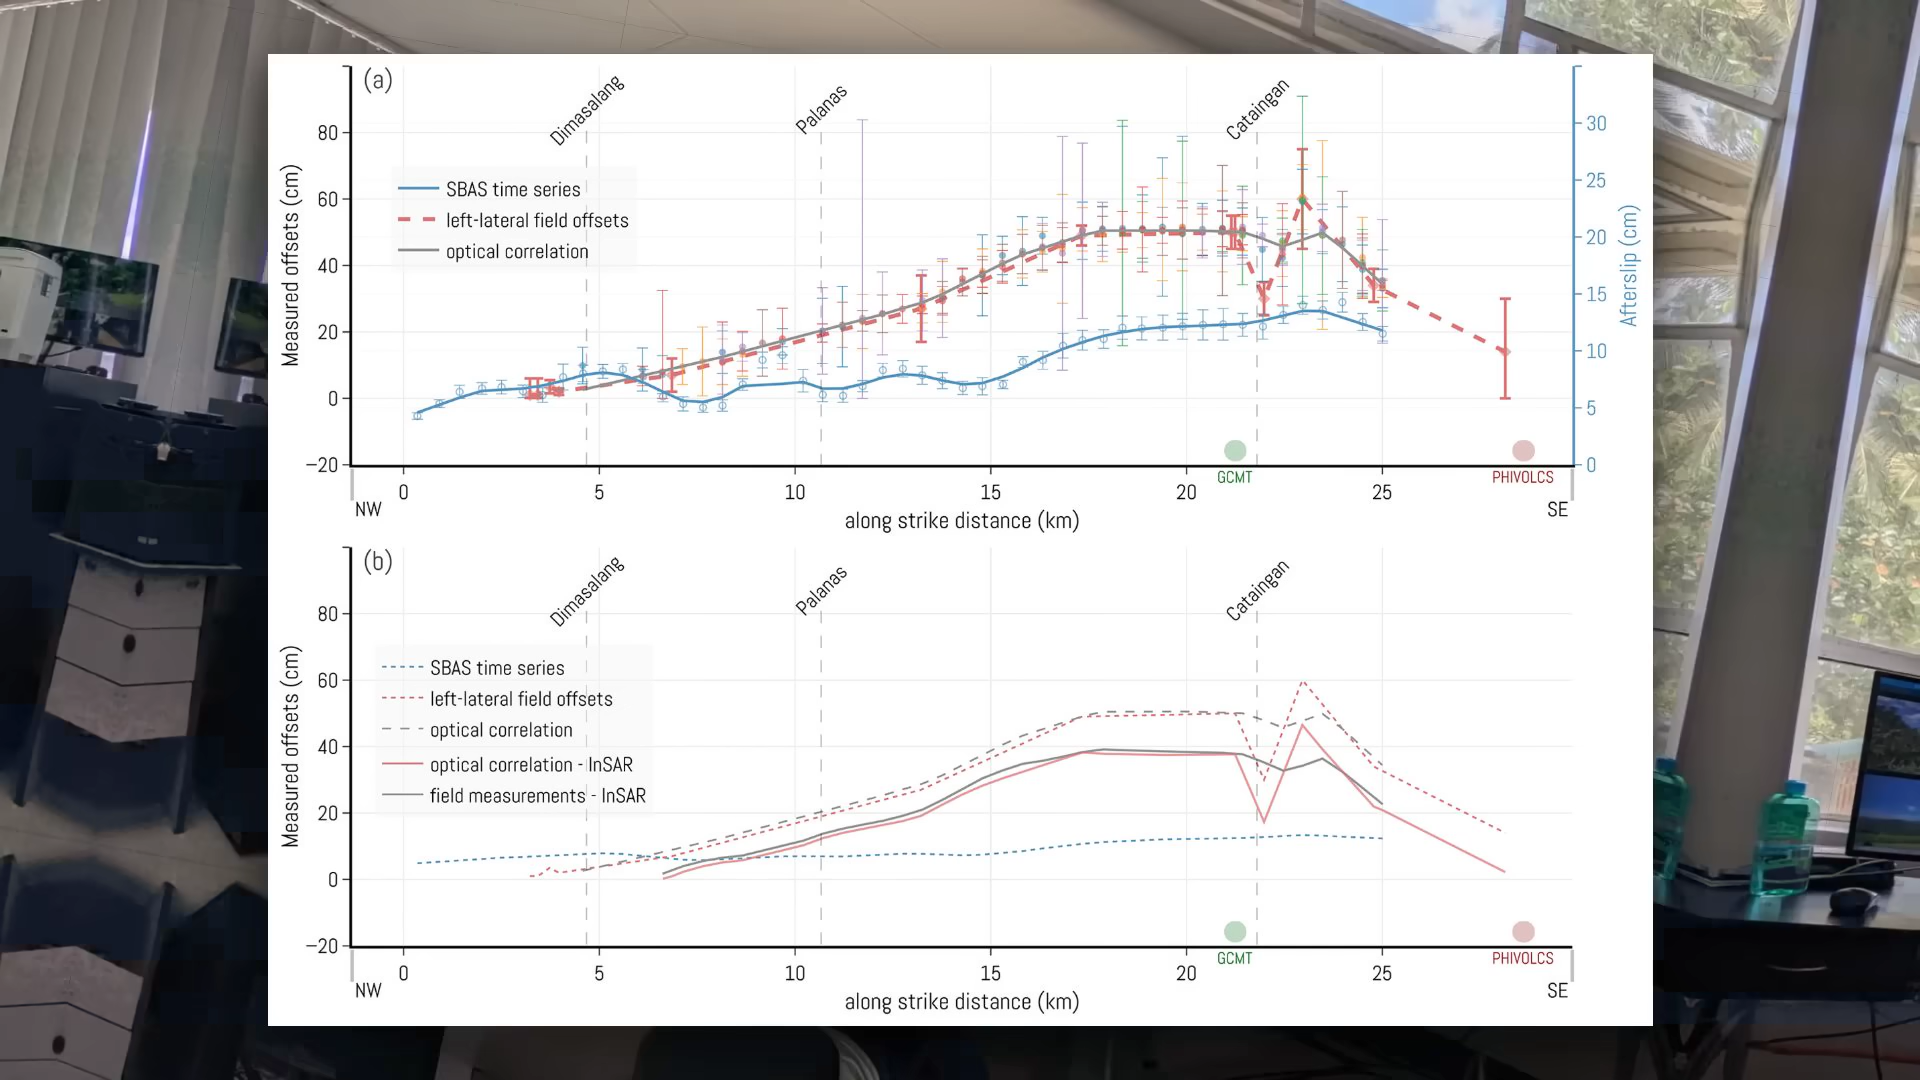 (a)
Dimasalang
Palanas
Cataingan
SBAS time series
left-lateral field offsets
optical correlation
Measured offsets (cm)
80
60
40
20
0
−20
Afterslip (cm)
30
25
20
15
10
5
0
GCMT
PHIVOLCS
0 5 10 15 20 25
NW
SE
along strike distance (km)
(b)
Dimasalang
Palanas
Cataingan
SBAS time series
left-lateral field offsets
optical correlation
optical correlation - InSAR
field measurements - InSAR
Measured offsets (cm)
80
60
40
20
0
−20
GCMT
PHIVOLCS
0 5 10 15 20 25
NW
SE
along strike distance (km)